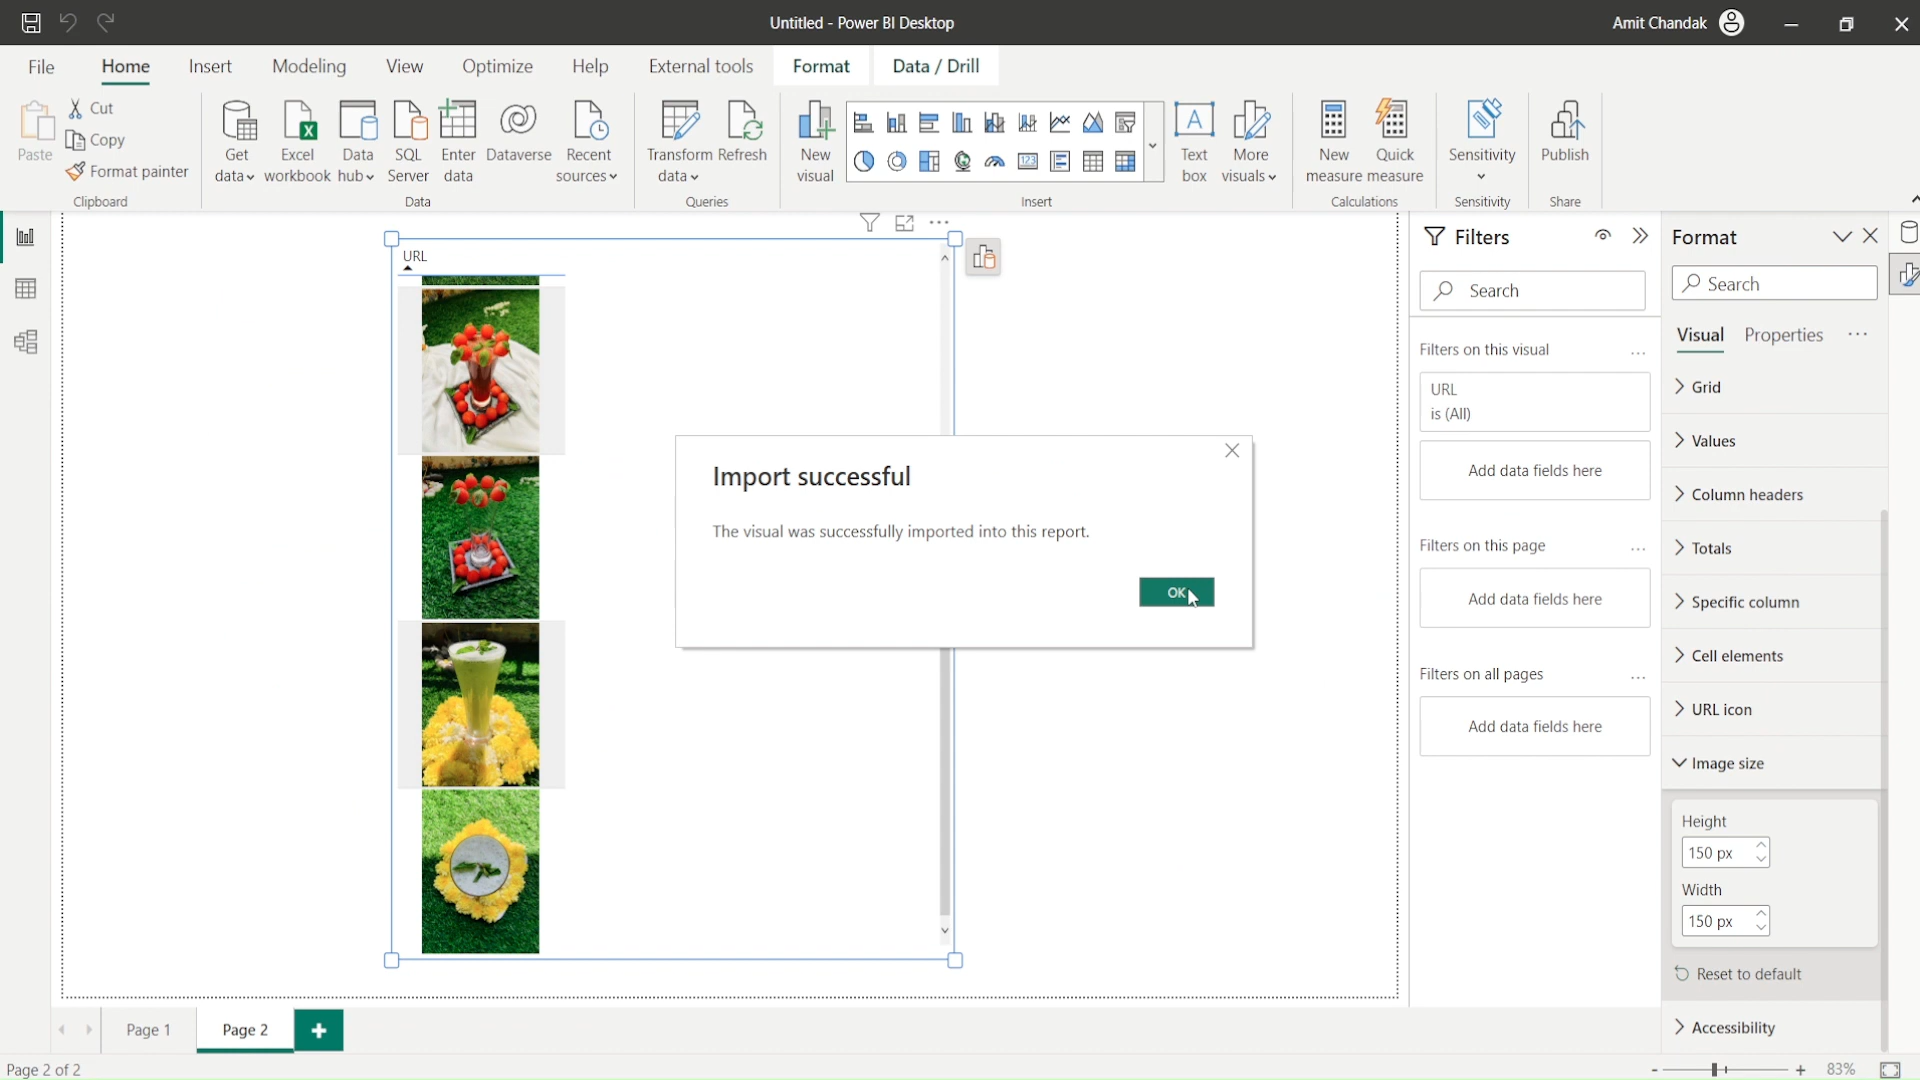 Untitled - Power BI Desktop
Amit Chandak
File
Home
Insert
Modeling
View
Optimize
Help
External tools
Format
Data / Drill
Paste
Cut
Copy
Format painter
Clipboard
Get data
Excel workbook
Data hub
SQL Server
Enter data
Dataverse
Recent sources
Data
Transform data
Refresh
Queries
New visual
Text box
More visuals
Insert
New measure
Quick measure
Calculations
Sensitivity
Sensitivity
Publish
Share
URL
Import successful
The visual was successfully imported into this report.
OK
Filters
Search
Filters on this visual
URL
is (All)
Add data fields here
Filters on this page
Add data fields here
Filters on all pages
Add data fields here
Format
Search
Visual
Properties
Grid
Values
Column headers
Totals
Specific column
Cell elements
URL icon
Image size
Height
150 px
Width
150 px
Reset to default
Accessibility
Page 1
Page 2
Page 2 of 2
83%